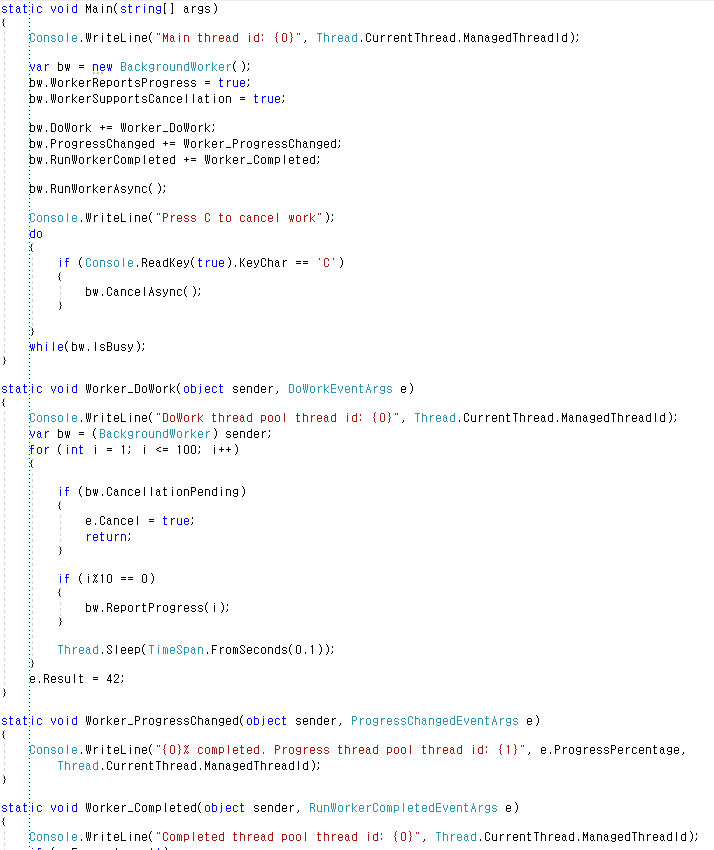 static void Main(string[] args)
{
    Console.WriteLine("Main thread id: {0}", Thread.CurrentThread.ManagedThreadId);

    var bw = new BackgroundWorker();
    bw.WorkerReportsProgress = true;
    bw.WorkerSupportsCancellation = true;

    bw.DoWork += Worker_DoWork;
    bw.ProgressChanged += Worker_ProgressChanged;
    bw.RunWorkerCompleted += Worker_Completed;

    bw.RunWorkerAsync();

    Console.WriteLine("Press C to cancel work");
    do
    {
        if (Console.ReadKey(true).KeyChar == 'C')
        {
            bw.CancelAsync();
        }

    }
    while(bw.IsBusy);
}

static void Worker_DoWork(object sender, DoWorkEventArgs e)
{
    Console.WriteLine("DoWork thread pool thread id: {0}", Thread.CurrentThread.ManagedThreadId);
    var bw = (BackgroundWorker) sender;
    for (int i = 1; i <= 100; i++)
    {

        if (bw.CancellationPending)
        {
            e.Cancel = true;
            return;
        }

        if (i%10 == 0)
        {
            bw.ReportProgress(i);
        }

        Thread.Sleep(TimeSpan.FromSeconds(0.1));
    }
    e.Result = 42;
}

static void Worker_ProgressChanged(object sender, ProgressChangedEventArgs e)
{
    Console.WriteLine("{0}% completed. Progress thread pool thread id: {1}", e.ProgressPercentage,
        Thread.CurrentThread.ManagedThreadId);
}

static void Worker_Completed(object sender, RunWorkerCompletedEventArgs e)
{
    Console.WriteLine("Completed thread pool thread id: {0}", Thread.CurrentThread.ManagedThreadId);